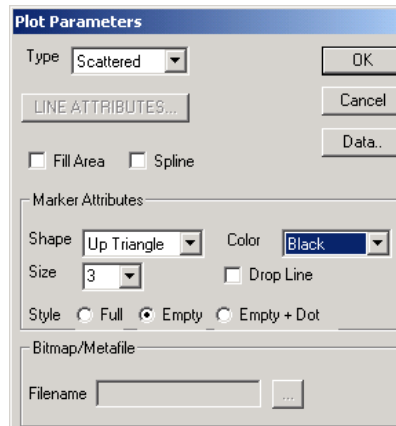 Plot Parameters
Type Scattered OK
LINE ATTRIBUTES... Cancel
Data..
Fill Area Spline
Marker Attributes
Shape Up Triangle Color Black
Size 3 Drop Line
Style Full Empty Empty + Dot
Bitmap/Metafile
Filename ...